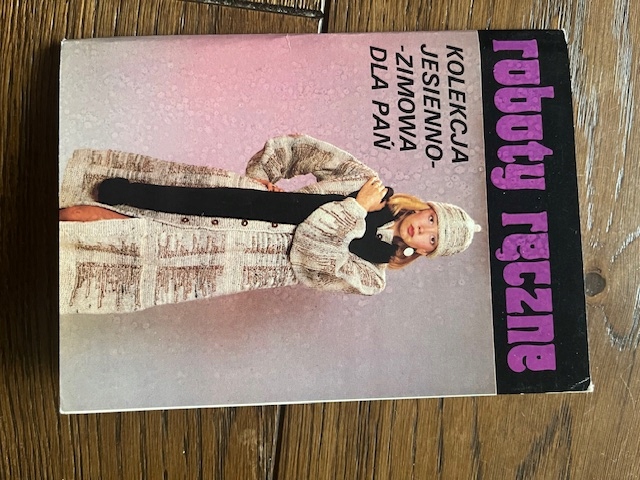 roboty ręczne
KOLEKCJA
JESIENNO-
-ZIMOWA
DLA PAŃ